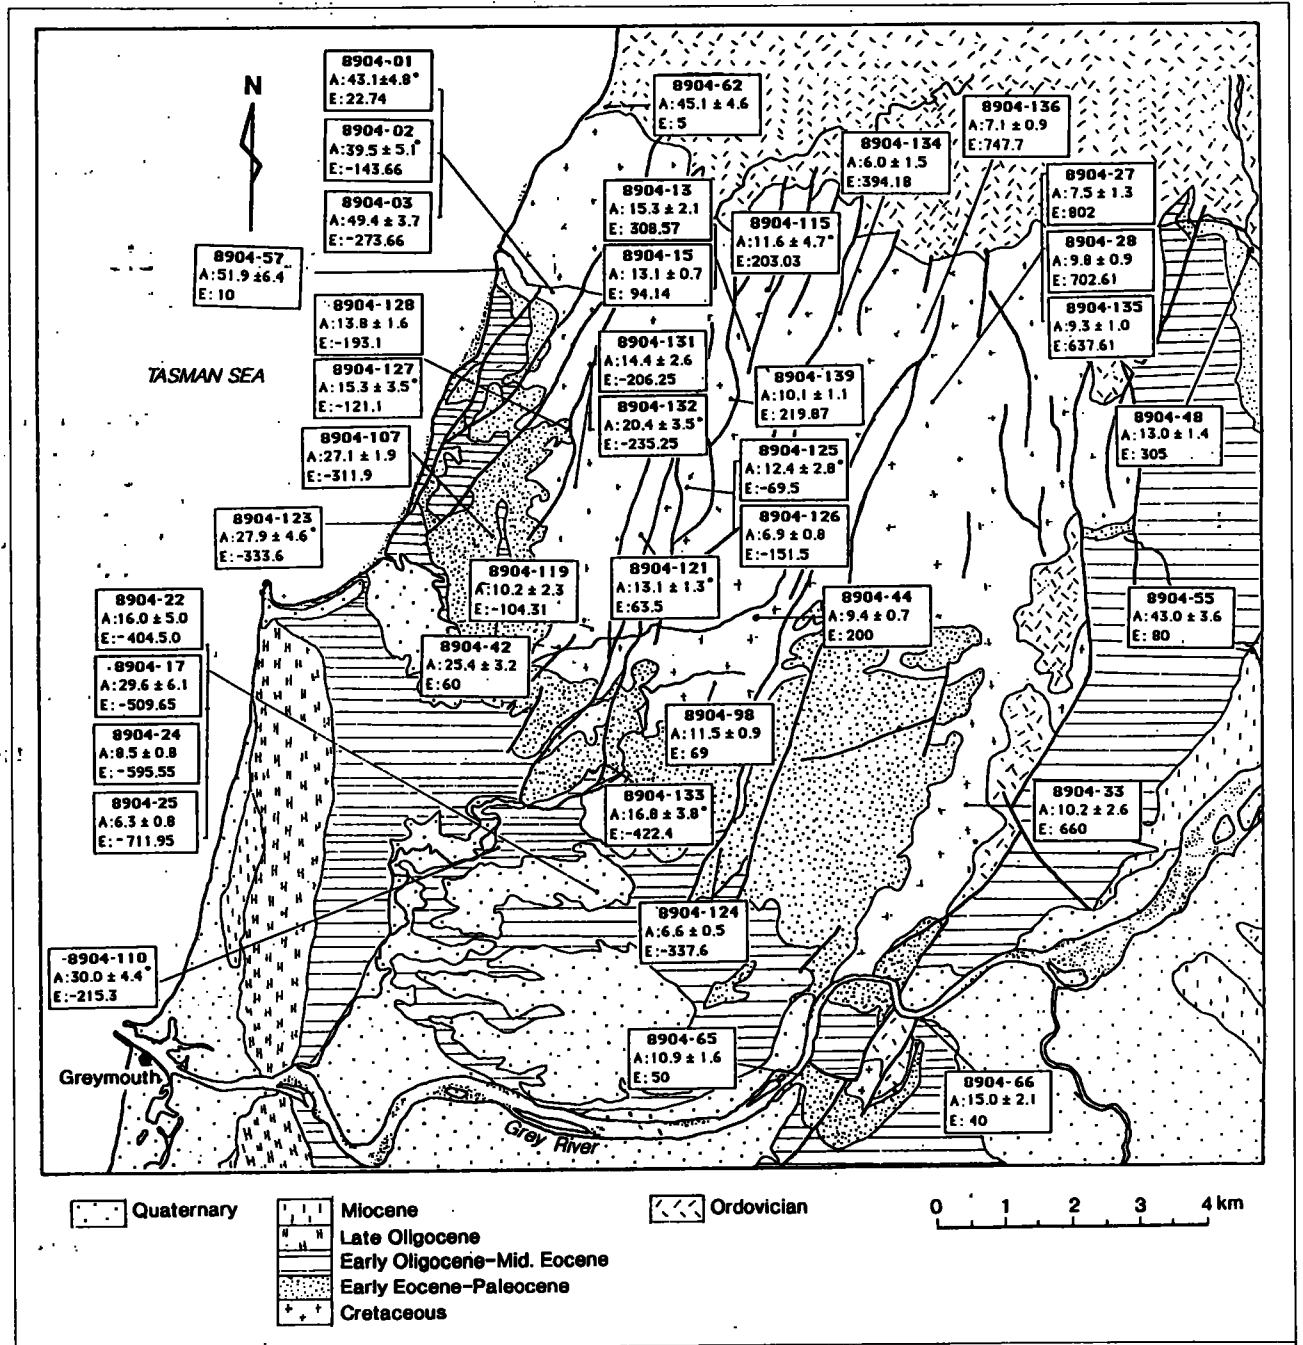 8904-01
A:43.1±4.8*
E:22.74
8904-02
A:39.5±5.1*
E:-143.66
8904-03
A:49.4±3.7
E:-273.66
N
8904-57
A:51.9±6.4*
E: 10
8904-62
A:45.1±4.6
E:5
8904-136
A:7.1±0.9
E:747.7
8904-134
A:6.0±1.5
E:394.18
8904-13
A:15.3±2.1
E: 308.57
8904-15
A:13.1±0.7
E: 94.14
8904-115
A:11.6±4.7*
E:203.03
8904-27
A:7.5±1.3
E:802
8904-28
A:9.8±0.9
E:702.61
8904-135
A:9.3±1.0
E:637.61
8904-128
A:13.8±1.6
E:-193.1
8904-127
A:15.3±3.5*
E:-121.1
TASMAN SEA
8904-131
A:14.4±2.6
E:-206.25
8904-132
A:20.4±3.5*
E:-235.25
8904-139
A:10.1±1.1
E: 219.87
8904-48
A:13.0±1.4
E: 305
8904-107
A:27.1±1.9
E:-311.9
8904-125
A:12.4±2.8*
E:-69.5
8904-126
A:6.9±0.8
E:-151.5
8904-123
A:27.9±4.6*
E:-333.6
8904-119
A:10.2±2.3
E:-104.31
8904-121
A:13.1±1.3*
E:63.5
8904-44
A:9.4±0.7
E: 200
8904-55
A:43.0±3.6
E: 80
8904-22
A:16.0±5.0
E:-404.5.0
8904-17
A:29.6±6.1
E:-509.65
8904-24
A:8.5±0.8
E:-595.55
8904-25
A:6.3±0.8
E:-711.95
8904-42
A:25.4±3.2
E:60
8904-98
A:11.5±0.9
E: 69
8904-133
A:16.8±3.8*
E:-422.4
8904-33
A:10.2±2.6
E: 660
8904-124
A:6.6±0.5
E:-337.6
8904-110
A:30.0±4.4*
E:-215.3
8904-65
A:10.9±1.6
E: 50
8904-66
A:15.0±2.1
E: 40
Greymouth
Grey River
Quaternary
Miocene
Late Oligocene
Early Oligocene-Mid. Eocene
Early Eocene-Paleocene
Cretaceous
Ordovician
0 1 2 3 4 km